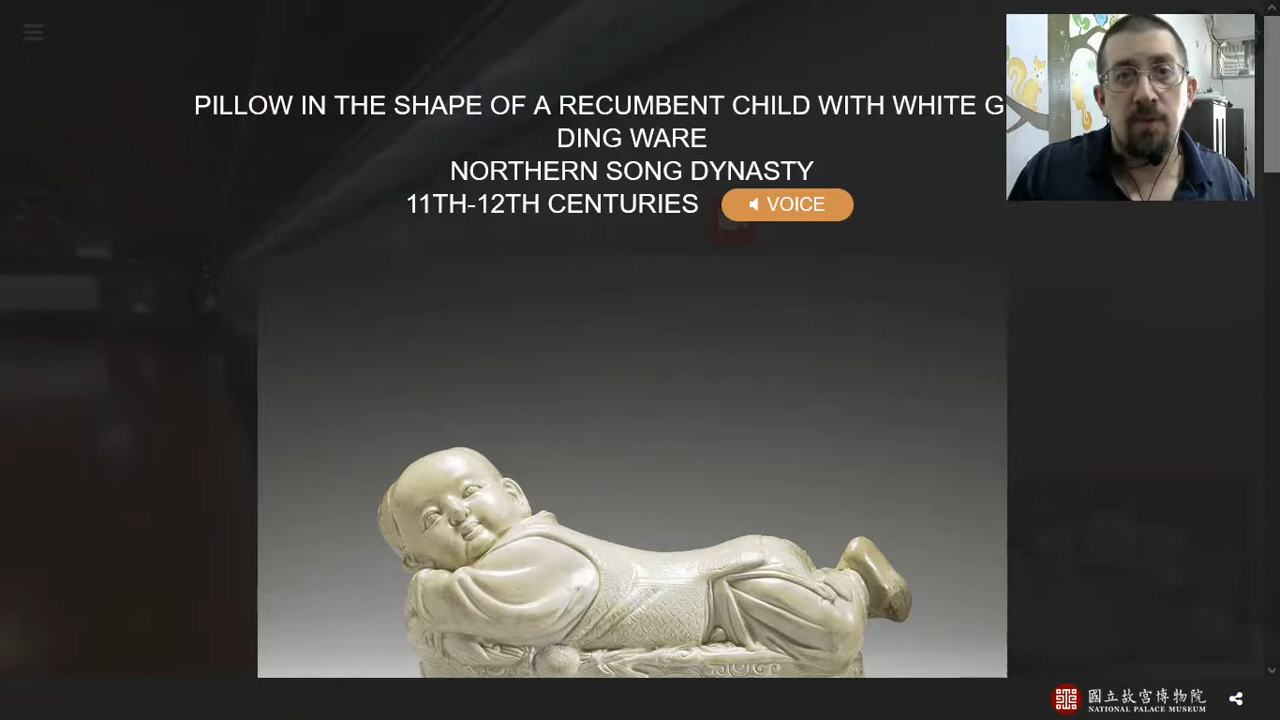 PILLOW IN THE SHAPE OF A RECUMBENT CHILD WITH WHITE G
DING WARE
NORTHERN SONG DYNASTY
11TH-12TH CENTURIES
VOICE
國立故宮博物院
NATIONAL PALACE MUSEUM